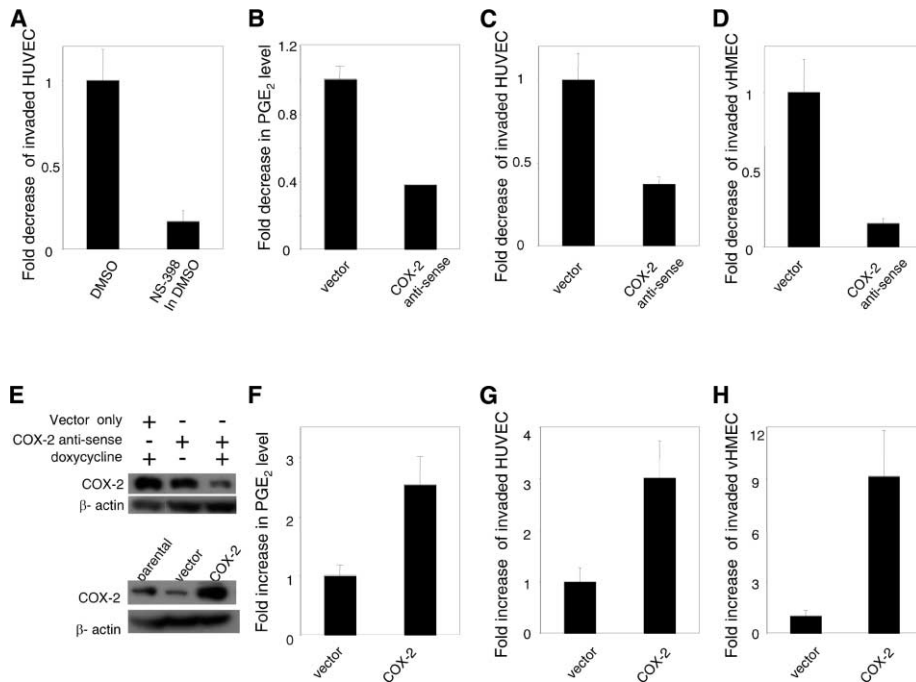 A
Fold decrease of invaded HUVEC
1
0.5
0
DMSO
NS-398
In DMSO
B
Fold decrease in PGE2 level
1.2
1.0
0.8
0.4
0
vector
COX-2
anti-sense
C
Fold decrease of invaded HUVEC
1
0.5
0
vector
COX-2
anti-sense
D
Fold decrease of invaded vHMEC
1
0.5
0
vector
COX-2
anti-sense
E
Vector only + - -
COX-2 anti-sense - + +
doxycycline + - +
COX-2
β- actin
parental vector COX-2
COX-2
β- actin
F
Fold increase in PGE2 level
3
2
1
0
vector
COX-2
G
Fold increase of invaded HUVEC
4
3
2
1
0
vector
COX-2
H
Fold increase of invaded vHMEC
12
9
6
3
0
vector
COX-2